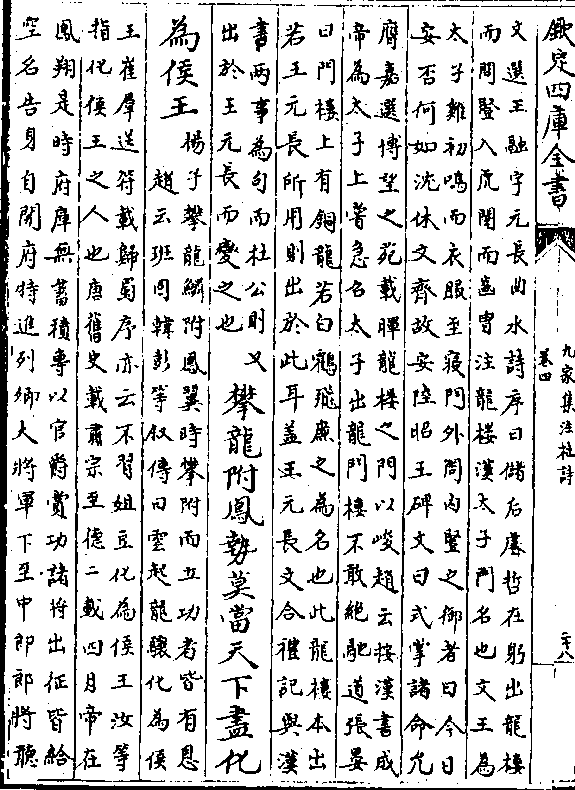 欽定四庫全書
九家集注杜詩
卷四
二十八
文選王融字元長曲水詩序曰儲后睿哲在躬出龍樓
而問豎入虎闈而齒胄注龍樓漢太子門名也文王為
太子雞初鳴而衣服至寢門外問内豎之御者曰今日
安否何如沈休文齊故安陸昭王碑文曰式掌諸命允
膺嘉選博望之苑載暉龍樓之門以峻趙云按漢書成
帝為太子上嘗急召太子出龍門樓不敢絶馳道張晏
曰門樓上有銅龍若白鶴飛廉之為名也此龍樓本出
若王元長所用則出於此耳蓋王元長文合禮記與漢
書兩事為句而杜公則又
出於王元長而變之也
攀龍附鳳勢莫當天下盡化
為侯王
楊子攀龍鱗附鳳翼時攀附而立功者皆有恩
趙云班固韓彭等叙傳曰雲起龍驤化為侯
王崔羣送符載歸蜀序亦云不習俎豆化為侯王汝等
指化侯王之人也唐舊史載肅宗至德二載四月帝在
鳳翔是時府庫無蓄積專以官爵賞功諸將出征皆給
空名告身自開府特進列卿大將軍下至中郎郎將聽